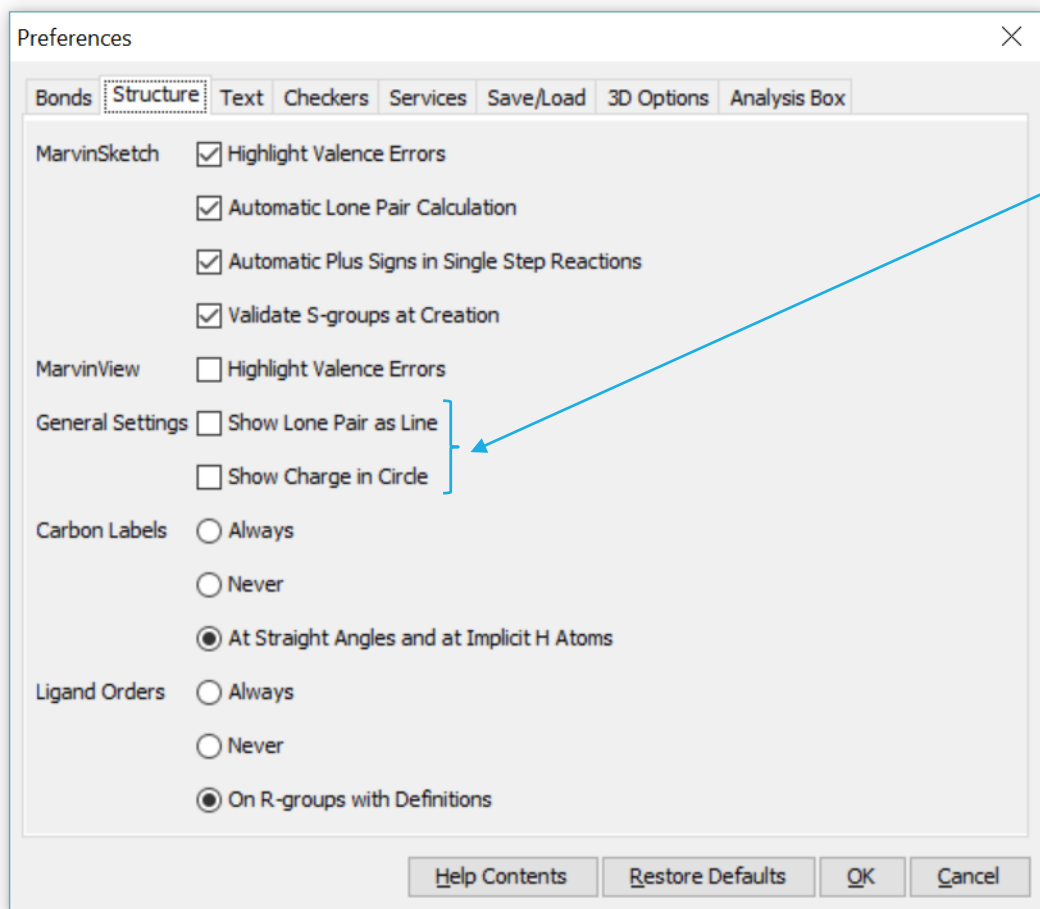 Preferences
Bonds Structure Text Checkers Services Save/Load 3D Options Analysis Box
MarvinSketch Highlight Valence Errors
Automatic Lone Pair Calculation
Automatic Plus Signs in Single Step Reactions
Validate S-groups at Creation
MarvinView Highlight Valence Errors
General Settings Show Lone Pair as Line
Show Charge in Circle
Carbon Labels Always
Never
At Straight Angles and at Implicit H Atoms
Ligand Orders Always
Never
On R-groups with Definitions
Help Contents Restore Defaults OK Cancel